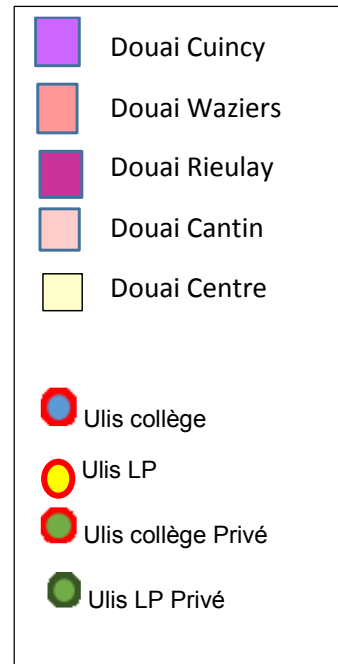 Douai Cuincy
Douai Waziers
Douai Rieulay
Douai Cantin
Douai Centre
Ulis collège
Ulis LP
Ulis collège Privé
Ulis LP Privé